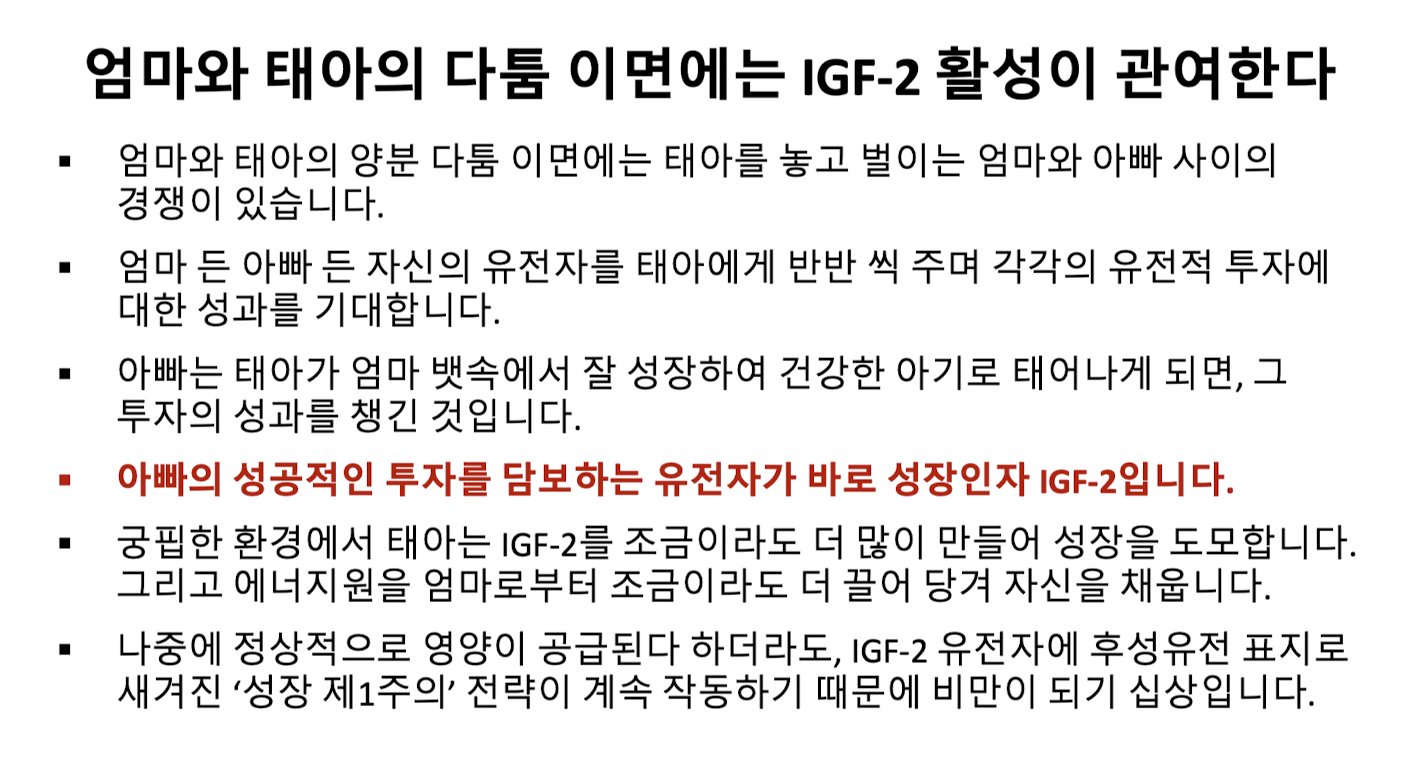 엄마와 태아의 다툼 이면에는 IGF-2 활성이 관여한다
▪ 엄마와 태아의 양분 다툼 이면에는 태아를 놓고 벌이는 엄마와 아빠 사이의
경쟁이 있습니다.
▪ 엄마 든 아빠 든 자신의 유전자를 태아에게 반반 씩 주며 각각의 유전적 투자에
대한 성과를 기대합니다.
▪ 아빠는 태아가 엄마 뱃속에서 잘 성장하여 건강한 아기로 태어나게 되면, 그
투자의 성과를 챙긴 것입니다.
▪ 아빠의 성공적인 투자를 담보하는 유전자가 바로 성장인자 IGF-2입니다.
▪ 궁핍한 환경에서 태아는 IGF-2를 조금이라도 더 많이 만들어 성장을 도모합니다.
그리고 에너지원을 엄마로부터 조금이라도 더 끌어 당겨 자신을 채웁니다.
▪ 나중에 정상적으로 영양이 공급된다 하더라도, IGF-2 유전자에 후성유전 표지로
새겨진 ‘성장 제1주의’ 전략이 계속 작동하기 때문에 비만이 되기 십상입니다.